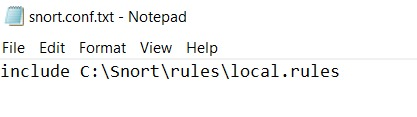 snort.conf.txt - Notepad
File Edit Format View Help
include C:\Snort\rules\local.rules